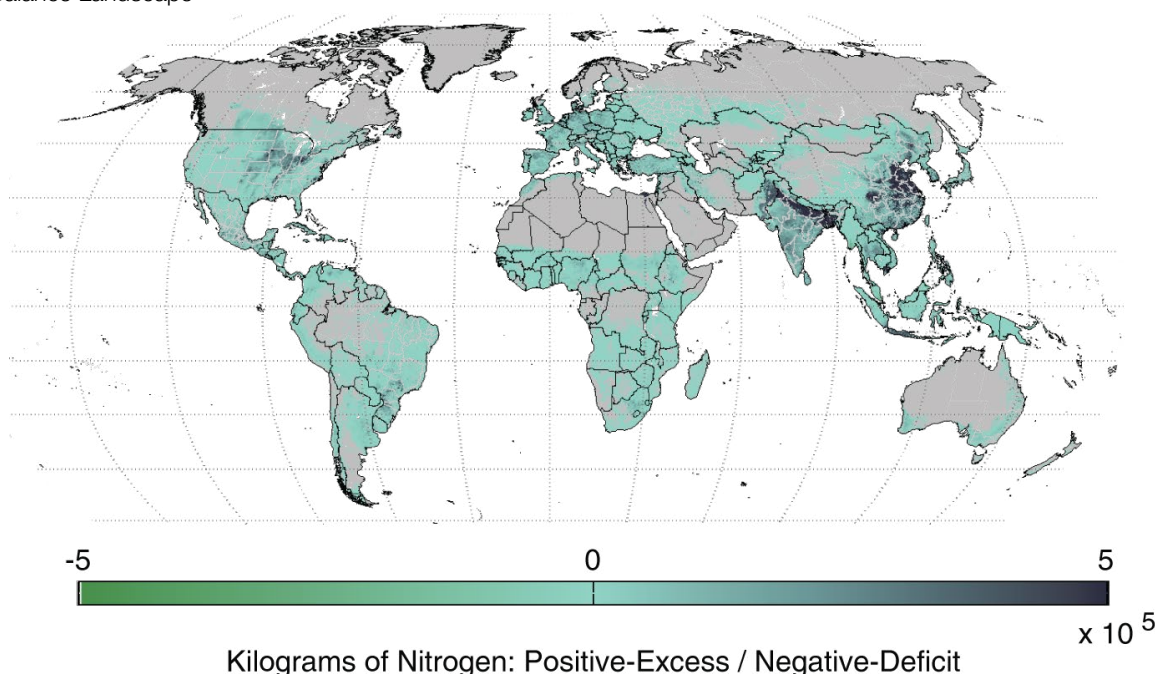 Landscape
-5 0 5
x 10 5
Kilograms of Nitrogen: Positive-Excess / Negative-Deficit